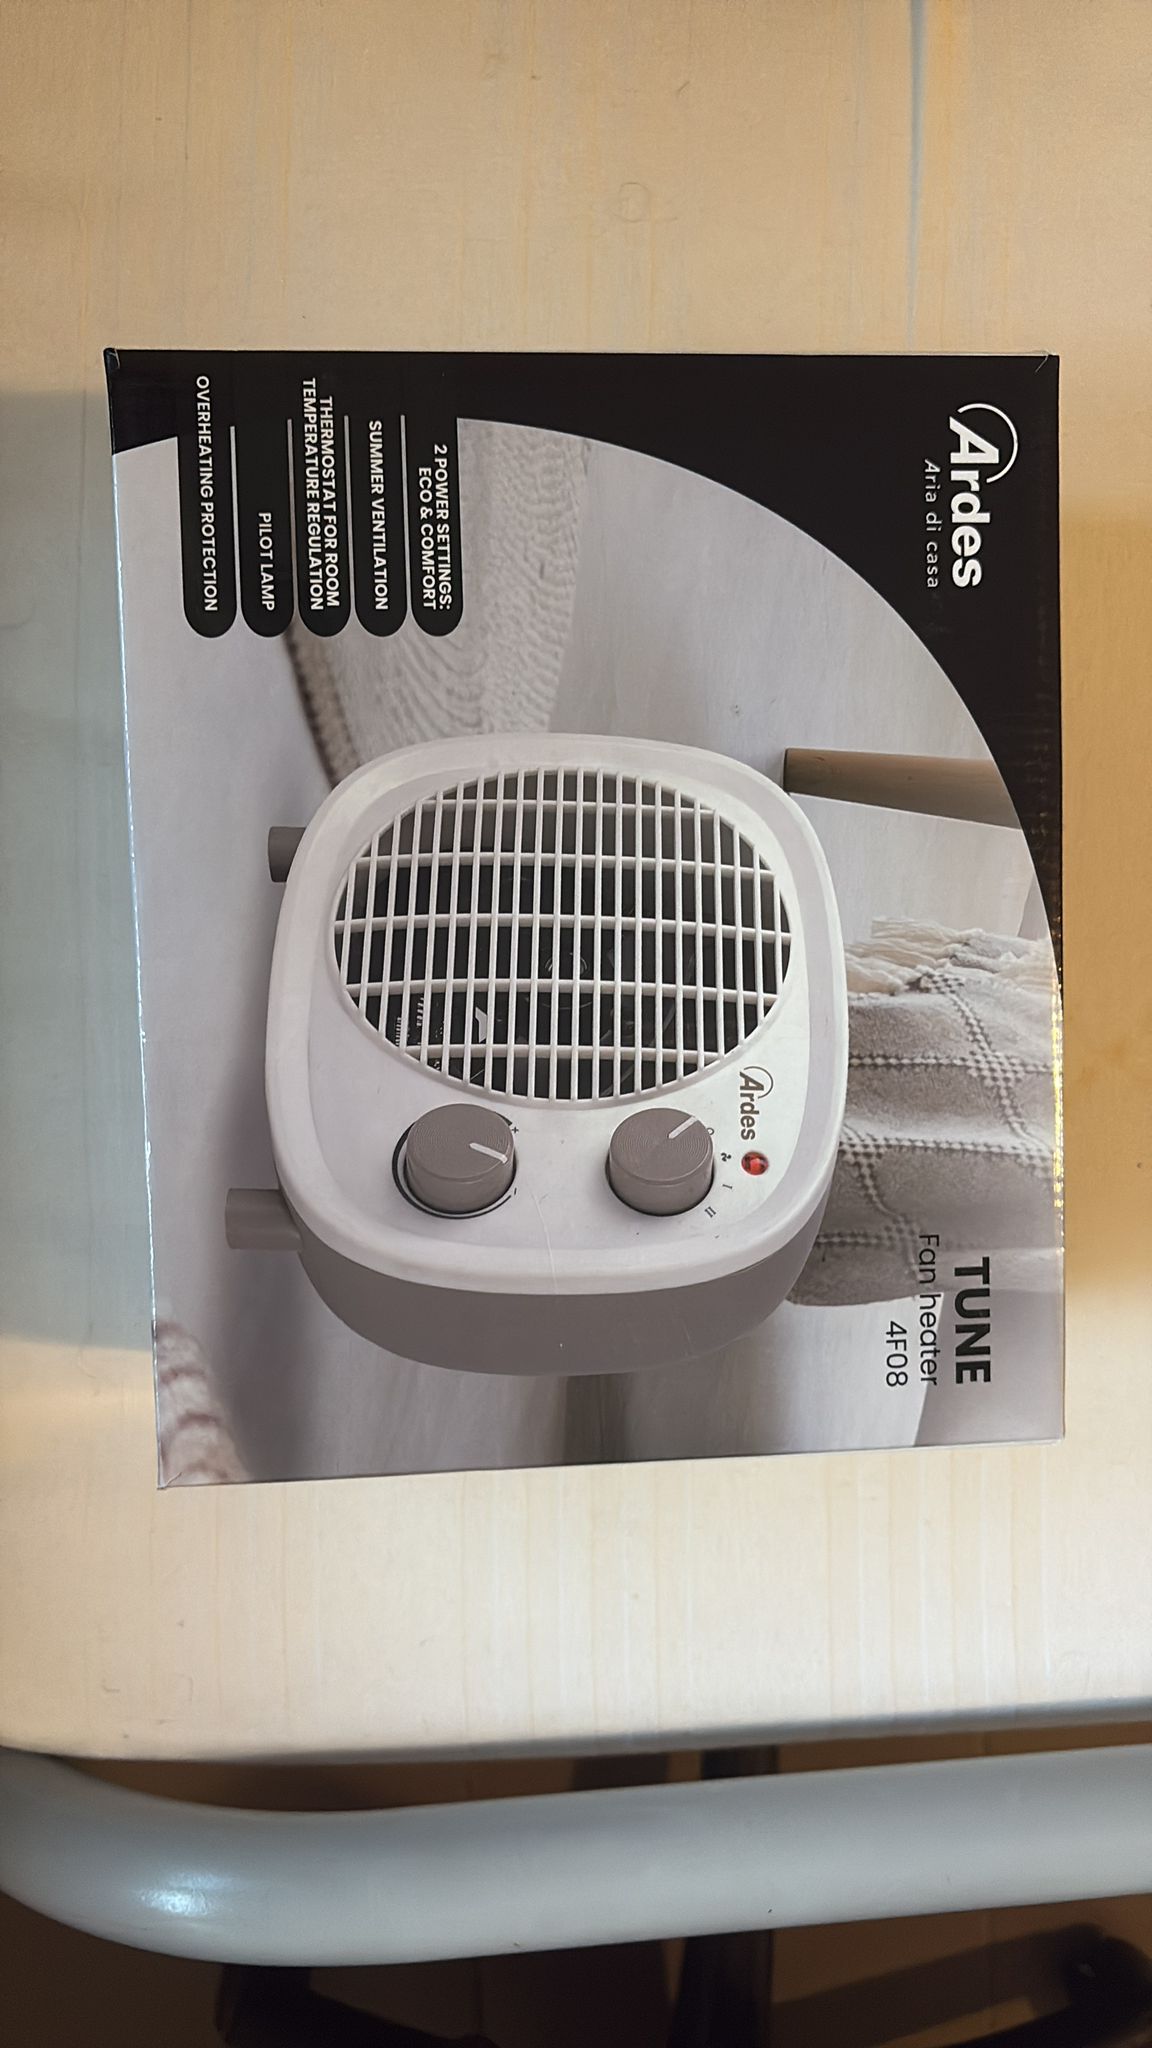 Ardes
Aria di casa
TUNE
Fan heater
4F08
Ardes
O
I
II
+
-
2 POWER SETTINGS:
ECO & COMFORT
SUMMER VENTILATION
THERMOSTAT FOR ROOM
TEMPERATURE REGULATION
PILOT LAMP
OVERHEATING PROTECTION